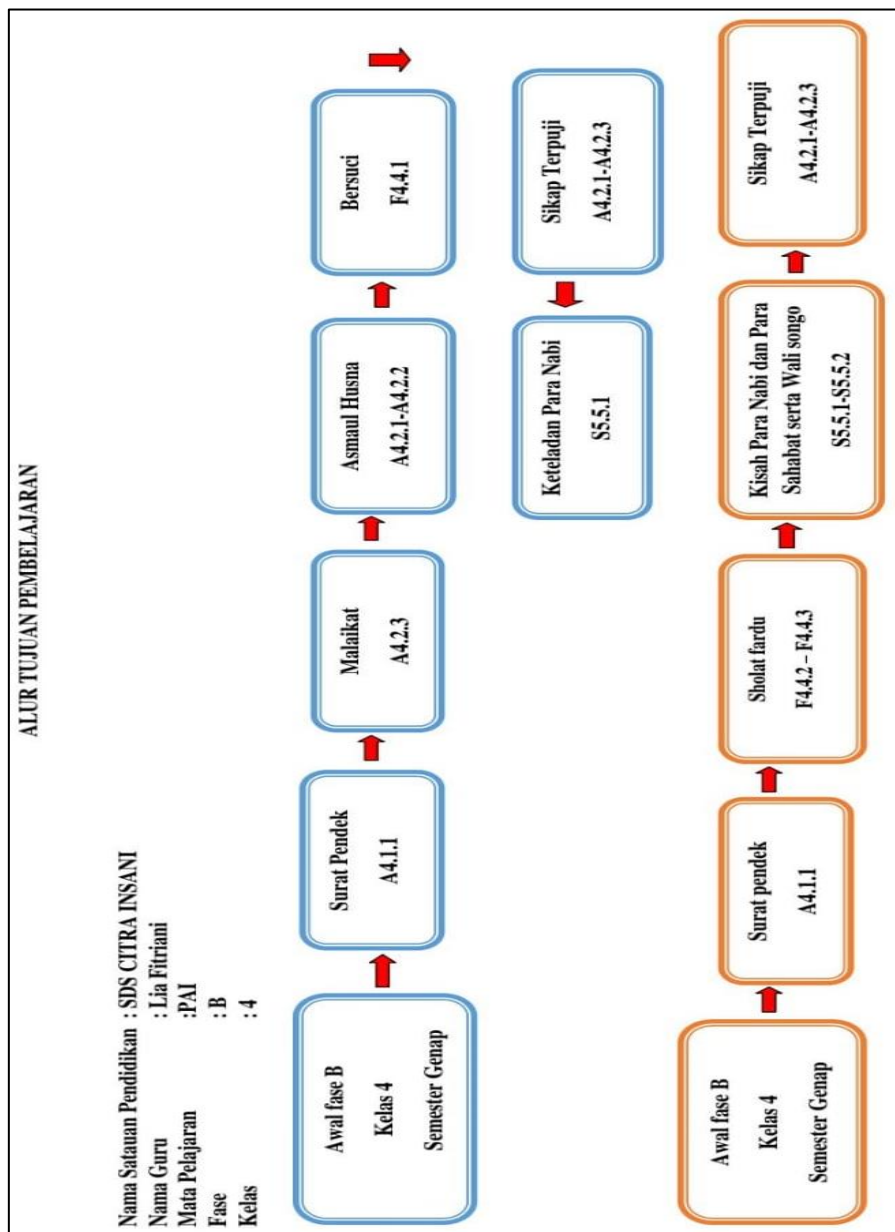 ALUR TUJUAN PEMBELAJARAN
Nama Satauan Pendidikan : SDS CITRA INSANI
Nama Guru : Lia Fitriani
Mata Pelajaran :PAI
Fase : B
Kelas : 4
Awal fase B
Kelas 4
Semester Genap
Surat Pendek
A4.1.1
Malaikat
A4.2.3
Asmaul Husna
A4.2.1-A4.2.2
Bersuci
F4.4.1
Sikap Terpuji
A4.2.1-A4.2.3
Keteladan Para Nabi
S5.5.1
Awal fase B
Kelas 4
Semester Genap
Surat pendek
A4.1.1
Sholat fardu
F4.4.2 – F4.4.3
Kisah Para Nabi dan Para
Sahabat serta Wali songo
S5.5.1-S5.5.2
Sikap Terpuji
A4.2.1-A4.2.3